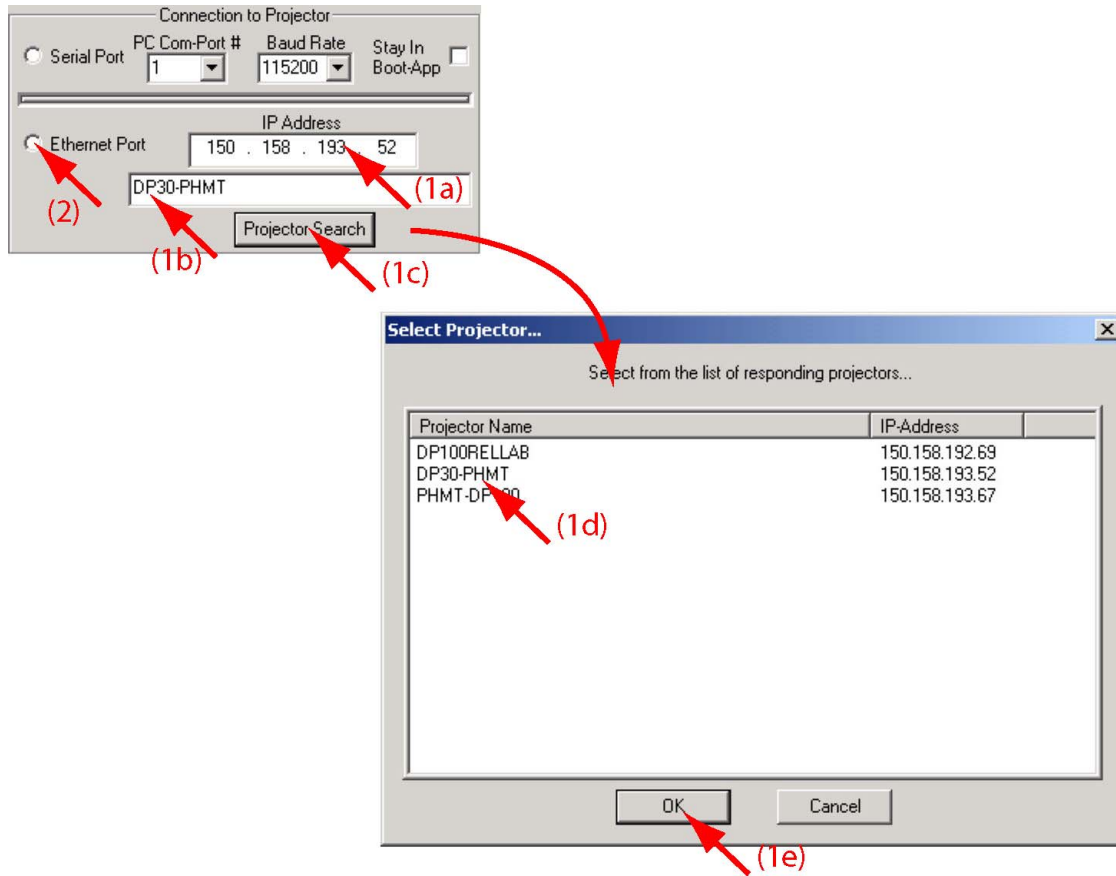 Connection to Projector
Serial Port
PC Com-Port #
1
Baud Rate
115200
Stay In
Boot-App
Ethernet Port
IP Address
150 . 158 . 193 . 52
(1a)
DP30-PHMT
(2)
(1b)
Projector Search
(1c)
Select Projector...
Select from the list of responding projectors...
Projector Name IP-Address
DP100RELLAB 150.158.192.69
DP30-PHMT 150.158.193.52
PHMT-DP100 150.158.193.67
(1d)
OK Cancel
(1e)